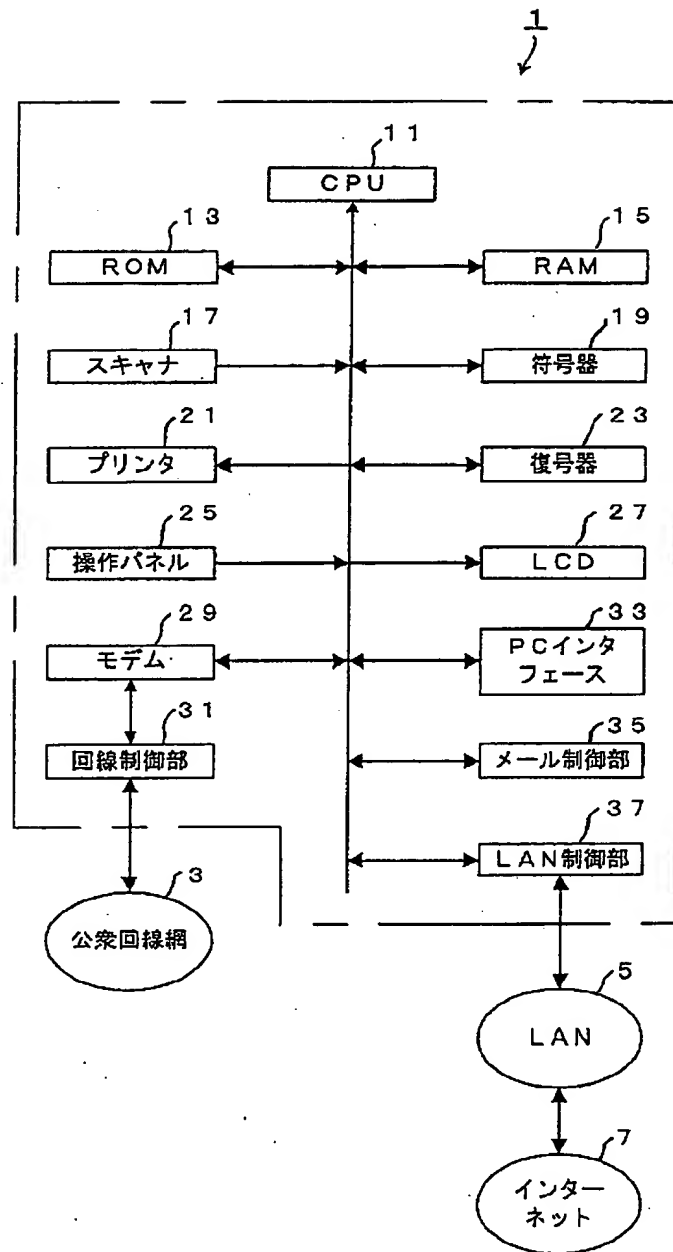 1
11
CPU
13
ROM
15
RAM
17
スキャナ
19
符号器
21
プリンタ
23
復号器
25
操作パネル
27
LCD
29
モデム
33
PCインタ
フェース
31
回線制御部
35
メール制御部
37
LAN制御部
3
公衆回線網
5
LAN
7
インター
ネット